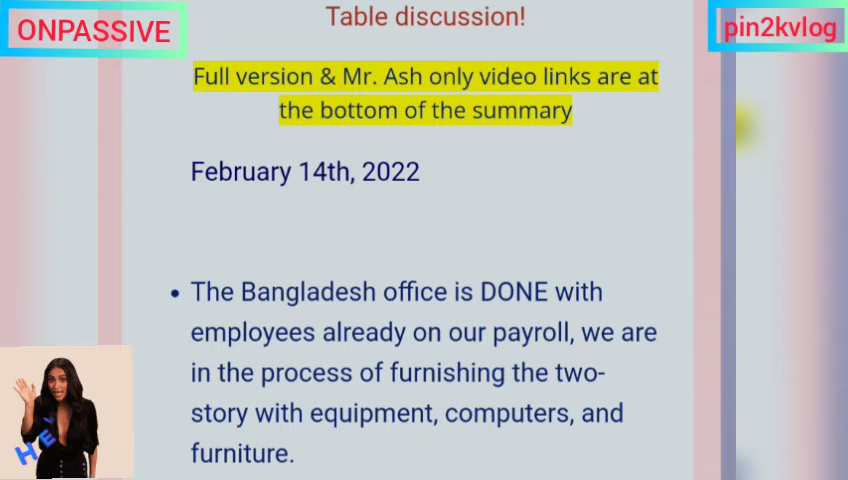 Table discussion!
ONPASSIVE
pin2kvlog
Full version & Mr. Ash only video links are at
the bottom of the summary
February 14th, 2022
• The Bangladesh office is DONE with
employees already on our payroll, we are
in the process of furnishing the two-
story with equipment, computers, and
furniture.
HEY